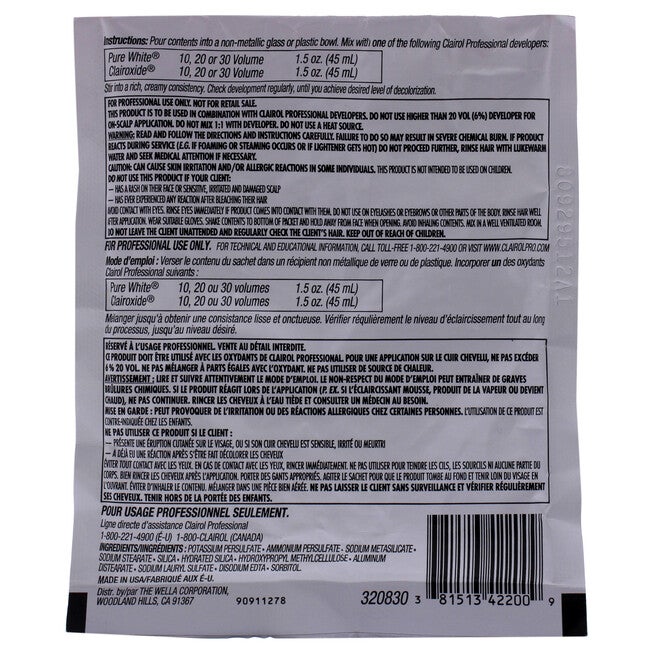 Instructions: Pour contents into a non-metallic glass or plastic bowl. Mix with one of the following Clairol Professional developers:
Pure White® 10, 20 or 30 Volume 1.5 oz. (45 mL)
Clairoxide® 10, 20 or 30 Volume 1.5 oz. (45 mL)
Stir into a rich, creamy consistency. Check development regularly, until you achieve desired level of decolorization.
FOR PROFESSIONAL USE ONLY. NOT FOR RETAIL SALE.
THIS PRODUCT IS TO BE USED IN COMBINATION WITH CLAIROL PROFESSIONAL DEVELOPERS. DO NOT USE HIGHER THAN 20 VOL (6%) DEVELOPER FOR
ON-SCALP APPLICATION. DO NOT MIX 1:1 WITH DEVELOPER. DO NOT USE A HEAT SOURCE.
WARNING: READ AND FOLLOW THE DIRECTIONS AND INSTRUCTIONS CAREFULLY. FAILURE TO DO SO MAY RESULT IN SEVERE CHEMICAL BURN. IF PRODUCT
REACTS DURING SERVICE (E.G. IF FOAMING OR STEAMING OCCURS OR IF LIGHTENER GETS HOT) DO NOT PROCEED FURTHER, RINSE HAIR WITH LUKEWARM
WATER AND SEEK MEDICAL ATTENTION IF NECESSARY.
CAUTION: CAN CAUSE SKIN IRRITATION AND/OR ALLERGIC REACTIONS IN SOME INDIVIDUALS. THIS PRODUCT IS NOT INTENDED TO BE USED ON CHILDREN.
DO NOT USE THIS PRODUCT IF YOUR CLIENT:
— HAS A RASH ON THEIR FACE OR SENSITIVE, IRRITATED AND DAMAGED SCALP
— HAS EVER EXPERIENCED ANY REACTION AFTER BLEACHING THEIR HAIR
AVOID CONTACT WITH EYES. RINSE EYES IMMEDIATELY IF PRODUCT COMES INTO CONTACT WITH THEM. DO NOT USE ON EYELASHES OR EYEBROWS OR OTHER PARTS OF THE BODY. RINSE HAIR WELL
AFTER APPLICATION. WEAR SUITABLE GLOVES. SHAKE CONTENTS TO BOTTOM OF PACKET AND HOLD AWAY FROM FACE WHEN OPENING. AVOID INHALING CONTENTS. MIX IN A WELL VENTILATED ROOM.
DO NOT LEAVE THE CLIENT UNATTENDED AND REGULARLY CHECK THE CLIENT'S HAIR. KEEP OUT OF REACH OF CHILDREN.
FOR PROFESSIONAL USE ONLY. FOR TECHNICAL AND EDUCATIONAL INFORMATION, CALL TOLL-FREE 1-800-221-4900 OR VISIT WWW.CLAIROLPRO.COM.
Mode d'emploi : Verser le contenu du sachet dans un récipient non métallique de verre ou de plastique. Incorporer un des oxydants
Clairol Professional suivants :
Pure White® 10, 20 ou 30 volumes 1.5 oz. (45 mL)
Clairoxide® 10, 20 ou 30 volumes 1.5 oz. (45 mL)
Mélanger jusqu'à obtenir une consistance lisse et onctueuse. Vérifier régulièrement le niveau d'éclaircissement tout au long
du processus, jusqu'au niveau désiré.
RÉSERVÉ À L'USAGE PROFESSIONNEL. VENTE AU DÉTAIL INTERDITE.
CE PRODUIT DOIT ÊTRE UTILISÉ AVEC LES OXYDANTS DE CLAIROL PROFESSIONAL. POUR UNE APPLICATION SUR LE CUIR CHEVELU, NE PAS EXCÉDER
6 % 20 VOL. NE PAS MÉLANGER À PARTS ÉGALES AVEC L'OXYDANT. NE PAS UTILISER DE SOURCE DE CHALEUR.
AVERTISSEMENT : LIRE ET SUIVRE ATTENTIVEMENT LE MODE D'EMPLOI. LE NON-RESPECT DU MODE D'EMPLOI PEUT ENTRAÎNER DE GRAVES
BRÛLURES CHIMIQUES. SI LE PRODUIT RÉAGIT LORS DE L'APPLICATION (P. EX. SI L'ÉCLAIRCISSANT MOUSSE, PRODUIT DE LA VAPEUR OU DEVIENT
CHAUD), NE PAS CONTINUER. RINCER LES CHEVEUX À L'EAU TIÈDE ET CONSULTER UN MÉDECIN AU BESOIN.
MISE EN GARDE : PEUT PROVOQUER DE L'IRRITATION OU DES RÉACTIONS ALLERGIQUES CHEZ CERTAINES PERSONNES. L'UTILISATION DE CE PRODUIT EST
CONTRE-INDIQUÉE CHEZ LES ENFANTS.
NE PAS UTILISER CE PRODUIT SI LE CLIENT :
— PRÉSENTE UNE ÉRUPTION CUTANÉE SUR LE VISAGE, OU SI SON CUIR CHEVELU EST SENSIBLE, IRRITÉ OU MEURTRI
— A DÉJÀ EU UNE RÉACTION APRÈS S'ÊTRE FAIT DÉCOLORER LES CHEVEUX
ÉVITER TOUT CONTACT AVEC LES YEUX. EN CAS DE CONTACT AVEC LES YEUX, RINCER IMMÉDIATEMENT. NE PAS UTILISER POUR TEINDRE LES CILS, LES SOURCILS NI AUCUNE PARTIE DU
CORPS. BIEN RINCER LES CHEVEUX APRÈS L'APPLICATION. PORTER DES GANTS APPROPRIÉS. AGITER LE SACHET POUR QUE LE PRODUIT TOMBE AU FOND ET TENIR LOIN DU VISAGE EN
L'OUVRANT. ÉVITER D'INHALER LE CONTENU. MÉLANGER DANS UNE PIÈCE BIEN AÉRÉE. NE PAS LAISSER LE CLIENT SANS SURVEILLANCE ET VÉRIFIER RÉGULIÈREMENT
SES CHEVEUX. TENIR HORS DE LA PORTÉE DES ENFANTS.
POUR USAGE PROFESSIONNEL SEULEMENT.
Ligne directe d'assistance Clairol Professional
1-800-221-4900 (É-U) 1-800-CLAIROL (CANADA)
INGREDIENTS/INGRÉDIENTS : POTASSIUM PERSULFATE • AMMONIUM PERSULFATE • SODIUM METASILICATE •
SODIUM STEARATE • SILICA • HYDRATED SILICA • HYDROXYPROPYL METHYLCELLULOSE • ALUMINUM
DISTEARATE • SODIUM LAURYL SULFATE • DISODIUM EDTA • SORBITOL.
MADE IN USA/FABRIQUÉ AUX É-U.
Distr. by/par THE WELLA CORPORATION,
WOODLAND HILLS, CA 91367 90911278
320830 3 81513 42200 9